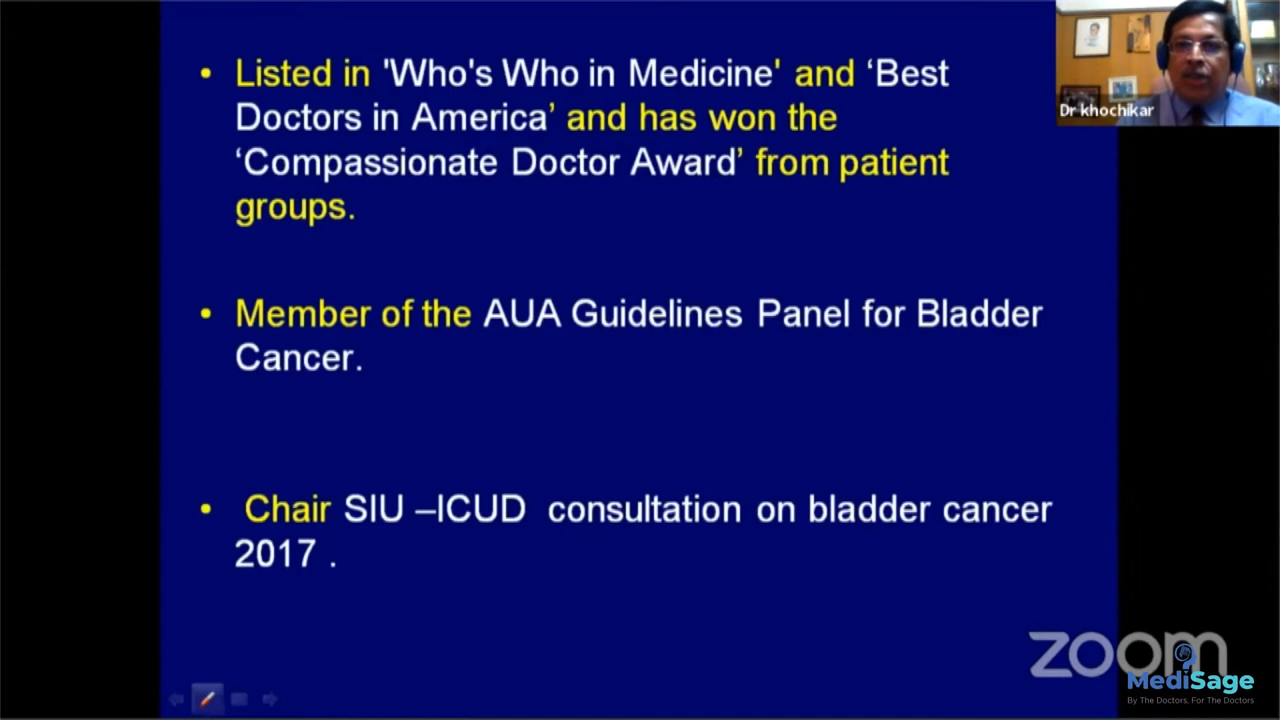 • Listed in 'Who's Who in Medicine' and ‘Best
Doctors in America’ and has won the
‘Compassionate Doctor Award’ from patient
groups.
• Member of the AUA Guidelines Panel for Bladder
Cancer.
• Chair SIU –ICUD consultation on bladder cancer
2017 .
Dr khochikar
zoom
MediSage
By The Doctors, For The Doctors